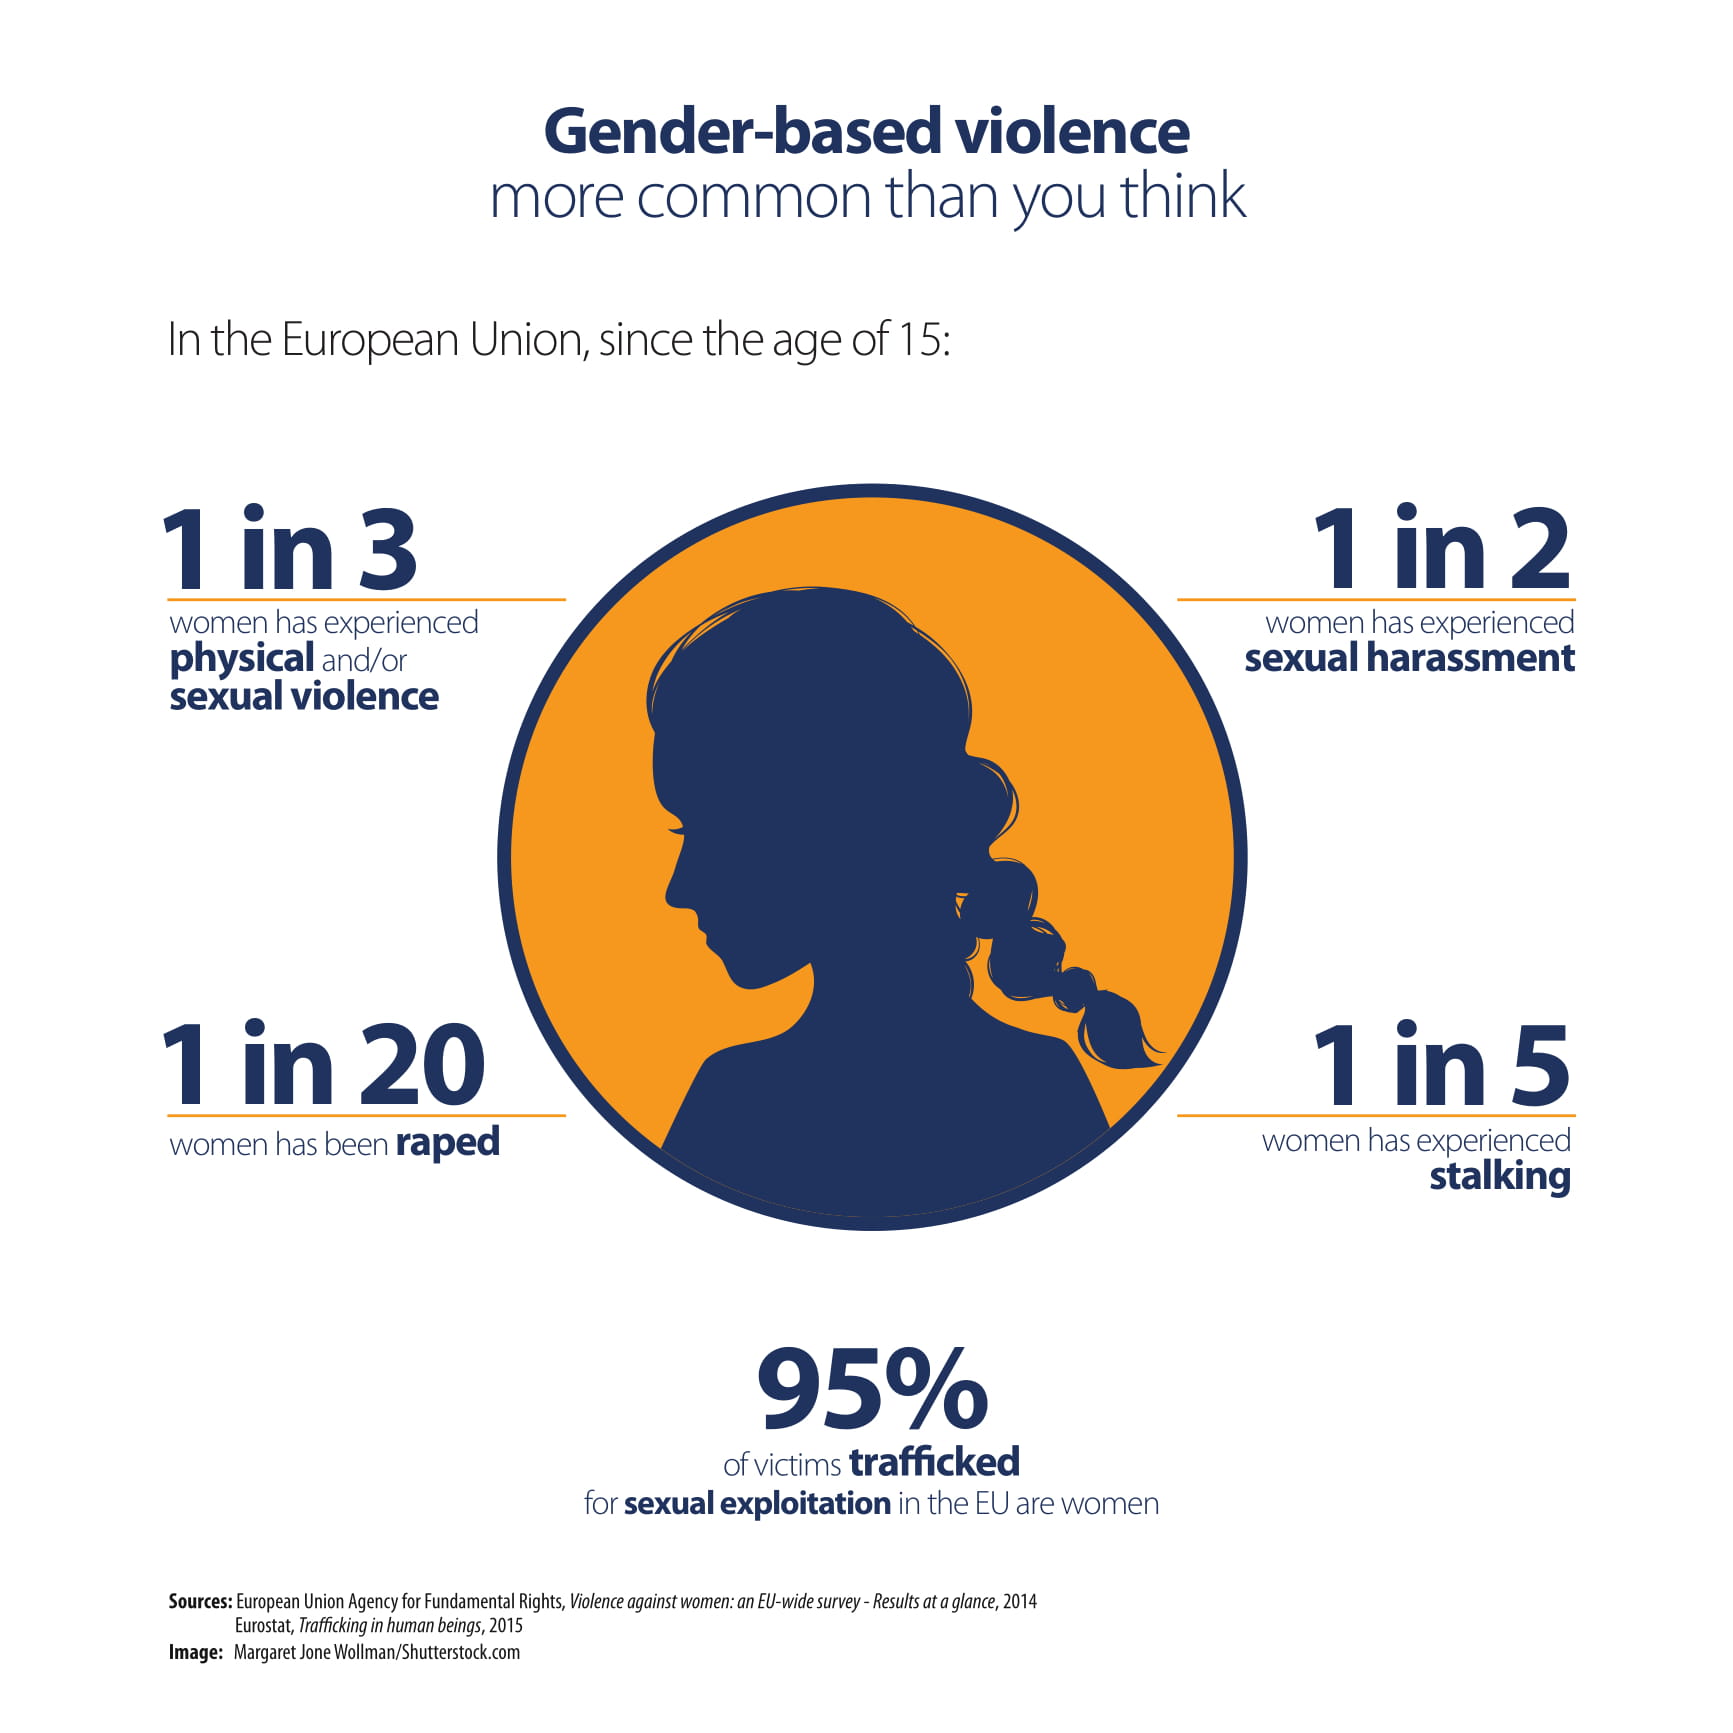 Gender-based violence
more common than you think
In the European Union, since the age of 15:
1 in 3
women has experienced
physical and/or
sexual violence
1 in 2
women has experienced
sexual harassment
1 in 20
women has been raped
1 in 5
women has experienced
stalking
95%
of victims trafficked
for sexual exploitation in the EU are women
Sources: European Union Agency for Fundamental Rights, Violence against women: an EU-wide survey - Results at a glance, 2014
Eurostat, Trafficking in human beings, 2015
Image: Margaret Jone Wollman/Shutterstock.com